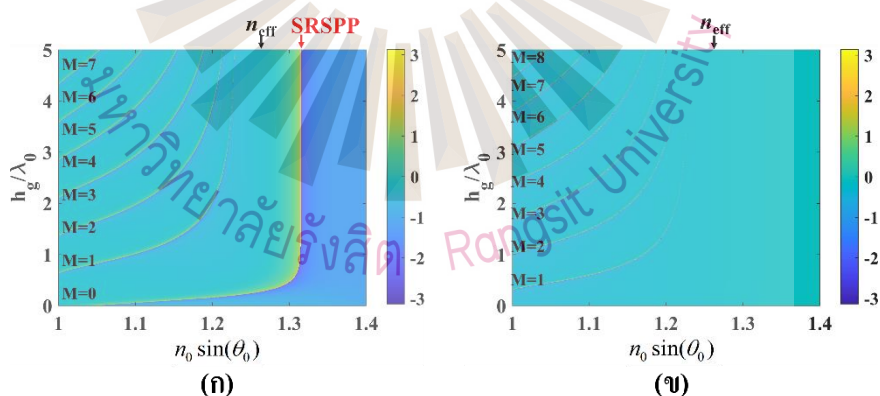 n_eff SRSPP
5
M=7
M=6
4
M=5
3
M=4
M=3
2
M=2
1
M=1
M=0
0
h_g/λ_0
1 1.1 1.2 1.3 1.4
n_0 sin(θ_0)
3
2
1
0
-1
-2
-3
(ก)
n_eff
5
M=8
M=7
4
M=6
M=5
3
M=4
2
M=3
M=2
1
M=1
0
h_g/λ_0
1 1.1 1.2 1.3 1.4
n_0 sin(θ_0)
3
2
1
0
-1
-2
-3
(ข)
มหาวิทยาลัยรังสิต Rangsit University